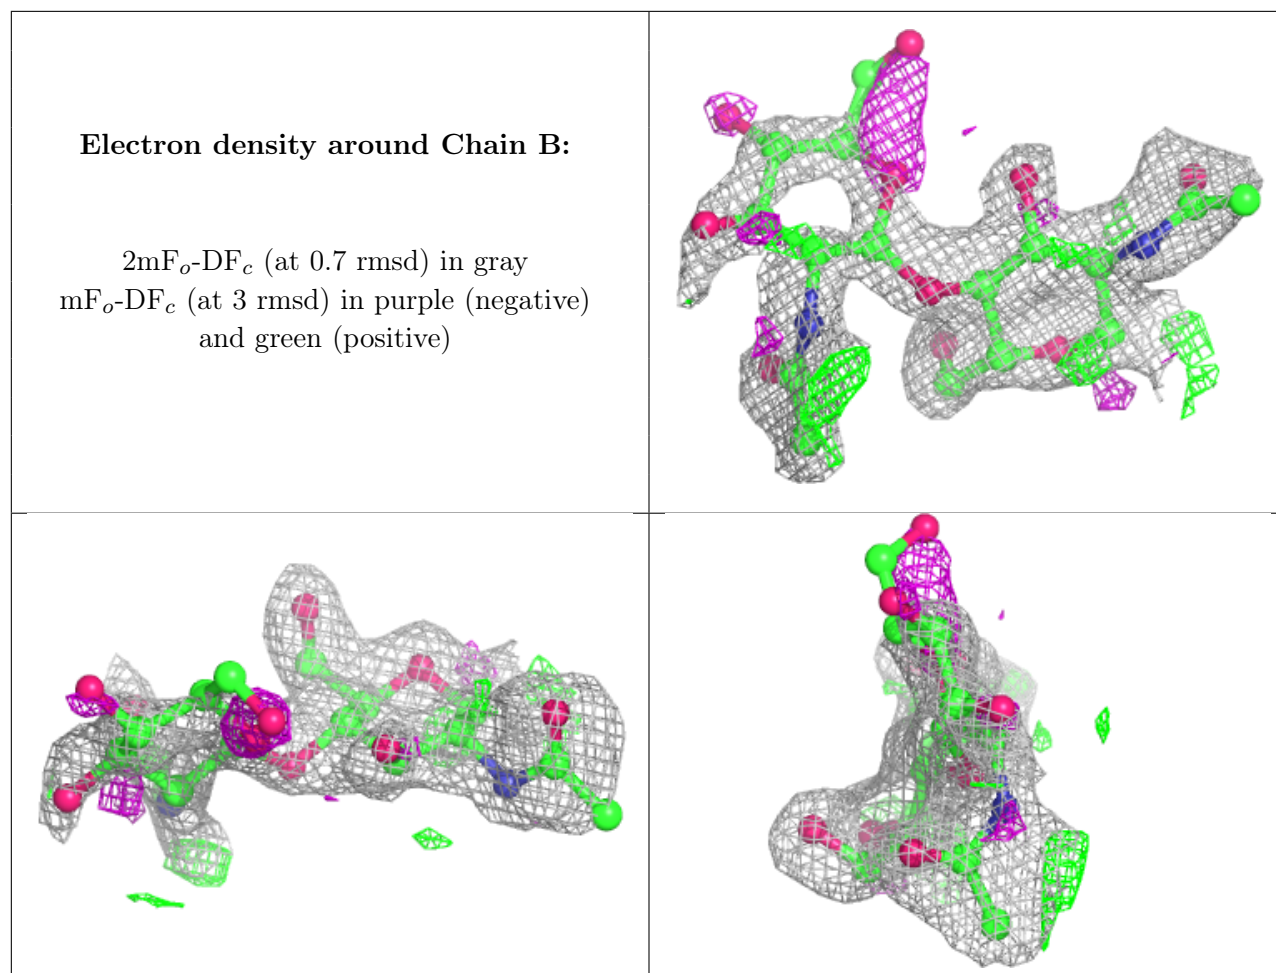 Electron density around Chain B:
2mFo-DFc (at 0.7 rmsd) in gray
mFo-DFc (at 3 rmsd) in purple (negative)
and green (positive)